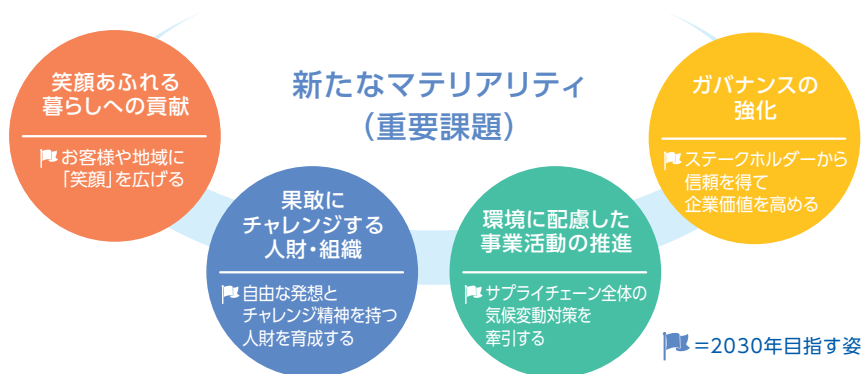 新たなマテリアリティ
(重要課題)
笑顔あふれる
暮らしへの貢献
お客様や地域に
「笑顔」を広げる
果敢に
チャレンジする
人財・組織
自由な発想と
チャレンジ精神を持つ
人財を育成する
環境に配慮した
事業活動の推進
サプライチェーン全体の
気候変動対策を
牽引する
ガバナンスの
強化
ステークホルダーから
信頼を得て
企業価値を高める
=2030年目指す姿